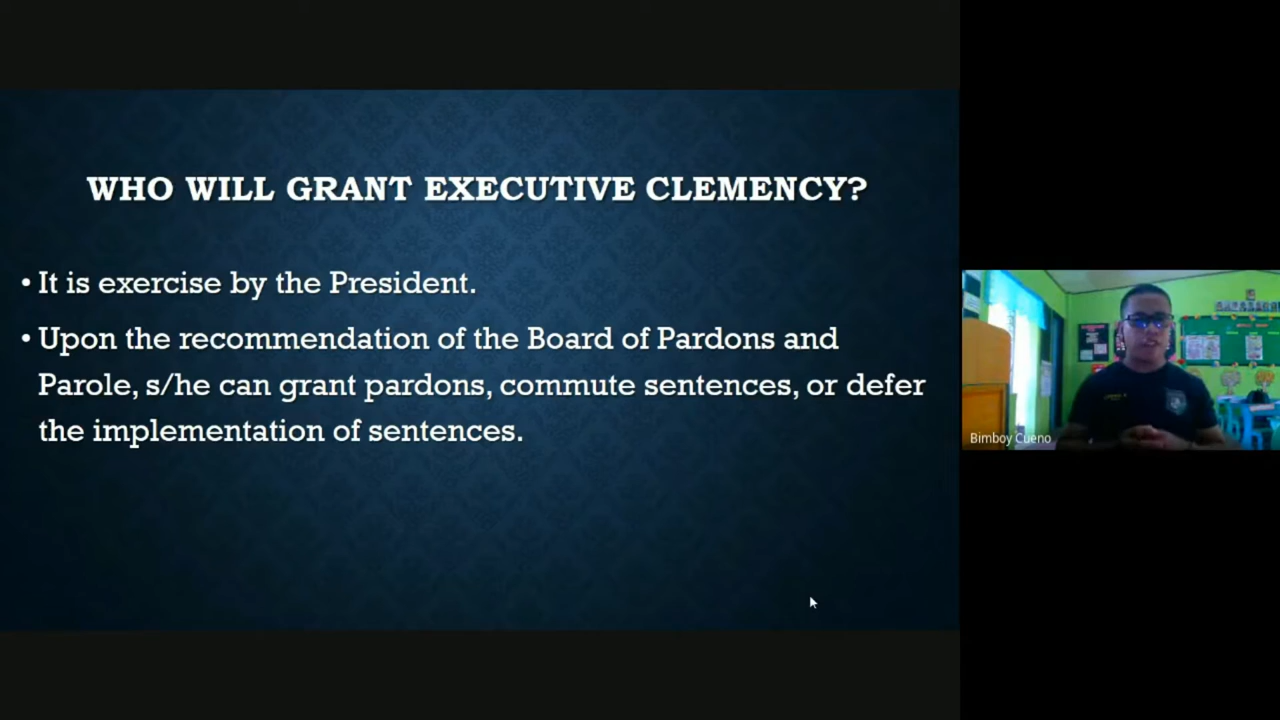 WHO WILL GRANT EXECUTIVE CLEMENCY?
• It is exercise by the President.
• Upon the recommendation of the Board of Pardons and
Parole, s/he can grant pardons, commute sentences, or defer
the implementation of sentences.
Bimboy Cueno